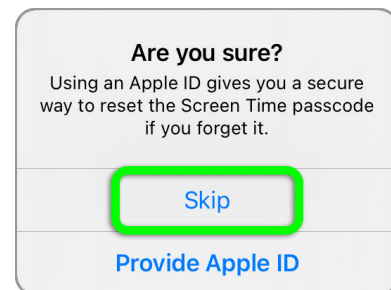 Are you sure?
Using an Apple ID gives you a secure
way to reset the Screen Time passcode
if you forget it.
Skip
Provide Apple ID